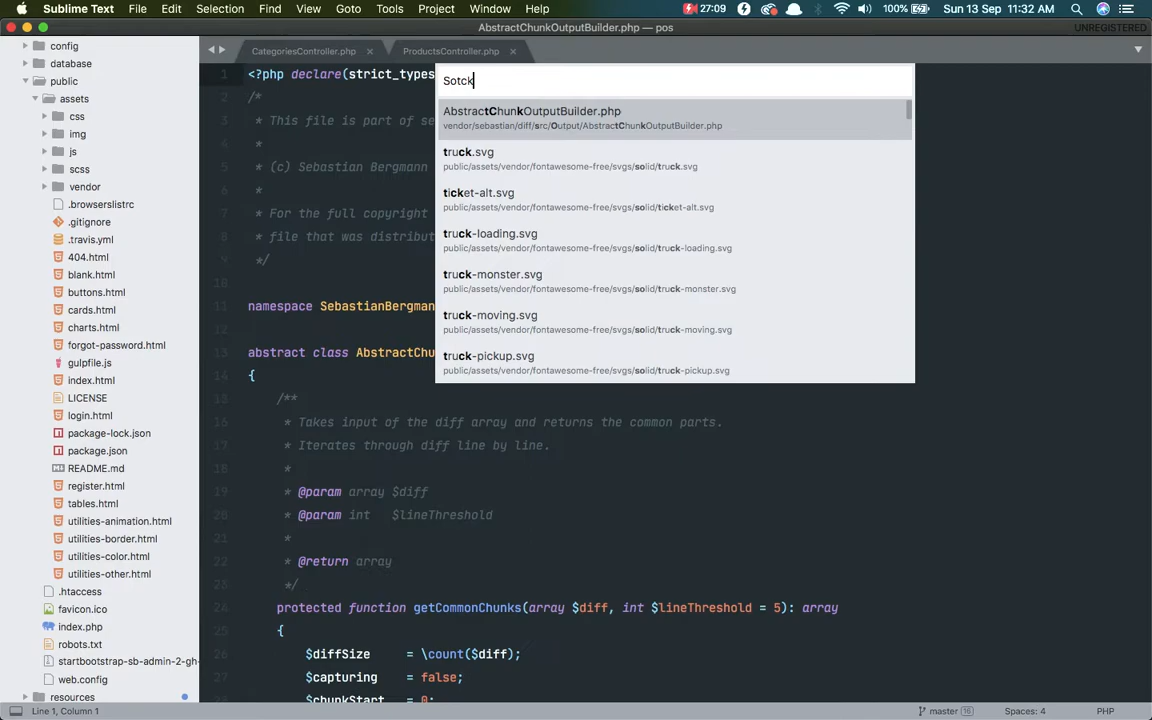 Sublime Text File Edit Selection Find View Goto Tools Project Window Help 27:09 100% Sun 13 Sep 11:32 AM
AbstractChunkOutputBuilder.php — pos UNREGISTERED
CategoriesController.php × ProductsController.php ×
config
database
public
assets
css
img
js
scss
vendor
.browserslistrc
.gitignore
.travis.yml
404.html
blank.html
buttons.html
cards.html
charts.html
forgot-password.html
gulpfile.js
index.html
LICENSE
login.html
package-lock.json
package.json
README.md
register.html
tables.html
utilities-animation.html
utilities-border.html
utilities-color.html
utilities-other.html
.htaccess
favicon.ico
index.php
robots.txt
startbootstrap-sb-admin-2-gh-
web.config
resources
Sotck
AbstractChunkOutputBuilder.php
vendor/sebastian/diff/src/Output/AbstractChunkOutputBuilder.php
truck.svg
public/assets/vendor/fontawesome-free/svgs/solid/truck.svg
ticket-alt.svg
public/assets/vendor/fontawesome-free/svgs/solid/ticket-alt.svg
truck-loading.svg
public/assets/vendor/fontawesome-free/svgs/solid/truck-loading.svg
truck-monster.svg
public/assets/vendor/fontawesome-free/svgs/solid/truck-monster.svg
truck-moving.svg
public/assets/vendor/fontawesome-free/svgs/solid/truck-moving.svg
truck-pickup.svg
public/assets/vendor/fontawesome-free/svgs/solid/truck-pickup.svg
1 <?php declare(strict_types
2 /*
3 * This file is part of se
4 *
5 * (c) Sebastian Bergmann
6 *
7 * For the full copyright
8 * file that was distribut
9 */
10
11 namespace SebastianBergman
12
13 abstract class AbstractChu
14 {
15 /**
16 * Takes input of the diff array and returns the common parts.
17 * Iterates through diff line by line.
18 *
19 * @param array $diff
20 * @param int $lineThreshold
21 *
22 * @return array
23 */
24 protected function getCommonChunks(array $diff, int $lineThreshold = 5): array
25 {
26 $diffSize = \count($diff);
27 $capturing = false;
28 $chunkStart = 0;
Line 1, Column 1 master 16 Spaces: 4 PHP